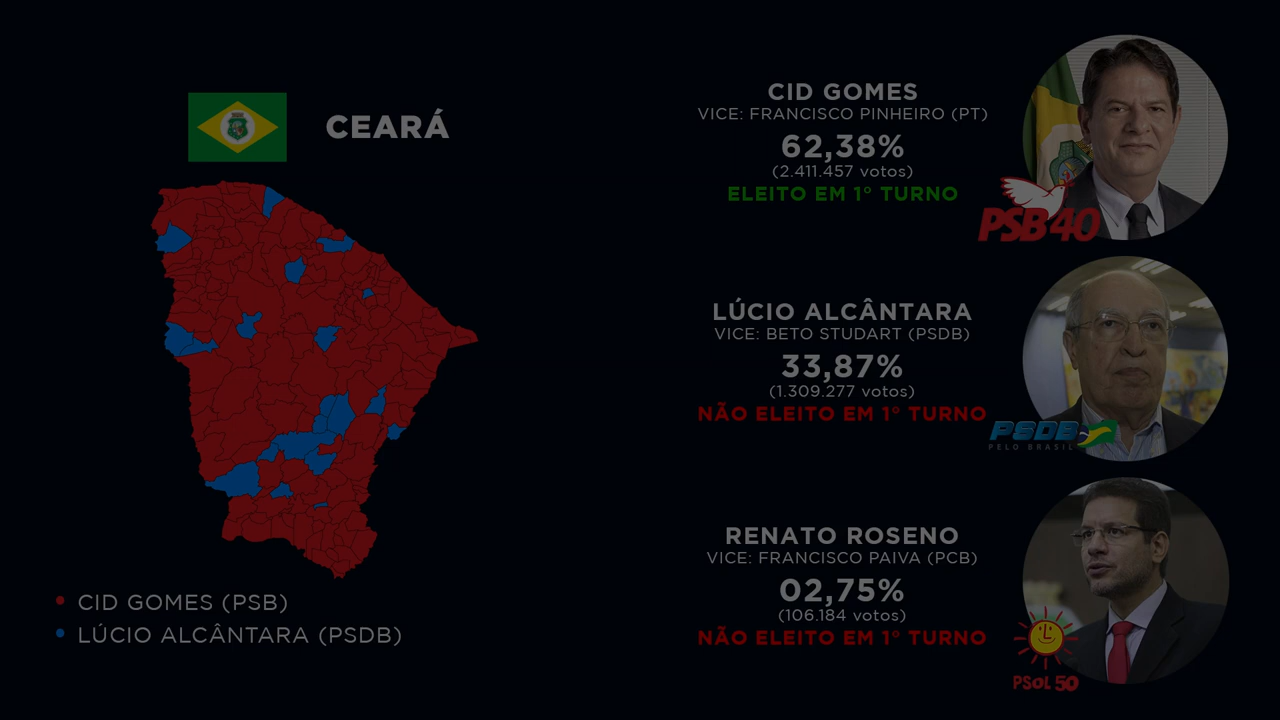 CEARÁ
CID GOMES (PSB)
LÚCIO ALCÂNTARA (PSDB)
CID GOMES
VICE: FRANCISCO PINHEIRO (PT)
62,38%
(2.411.457 votos)
ELEITO EM 1° TURNO
PSB 40
LÚCIO ALCÂNTARA
VICE: BETO STUDART (PSDB)
33,87%
(1.309.277 votos)
NÃO ELEITO EM 1° TURNO
PSDB
PELO BRASIL
RENATO ROSENO
VICE: FRANCISCO PAIVA (PCB)
02,75%
(106.184 votos)
NÃO ELEITO EM 1° TURNO
PSOL 50